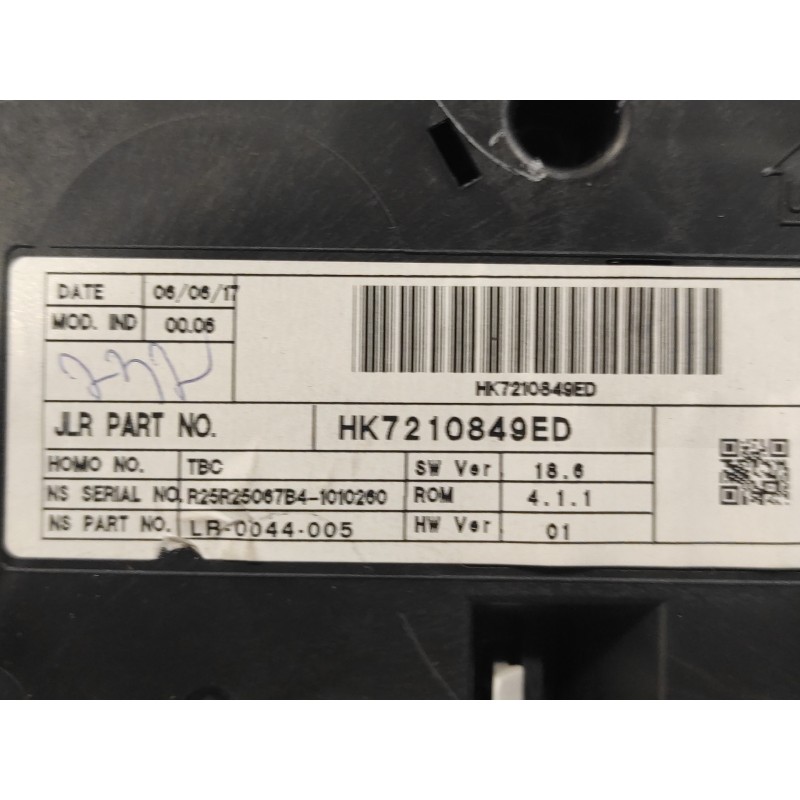 DATE 06/06/17
MOD. IND 00.06
HK7210849ED
JLR PART NO. HK7210849ED
HOMO NO. TBC SW Ver 18.6
NS SERIAL NO. R25R25067B4-1010260 ROM 4.1.1
NS PART NO. LR-0044-005 HW Ver 01